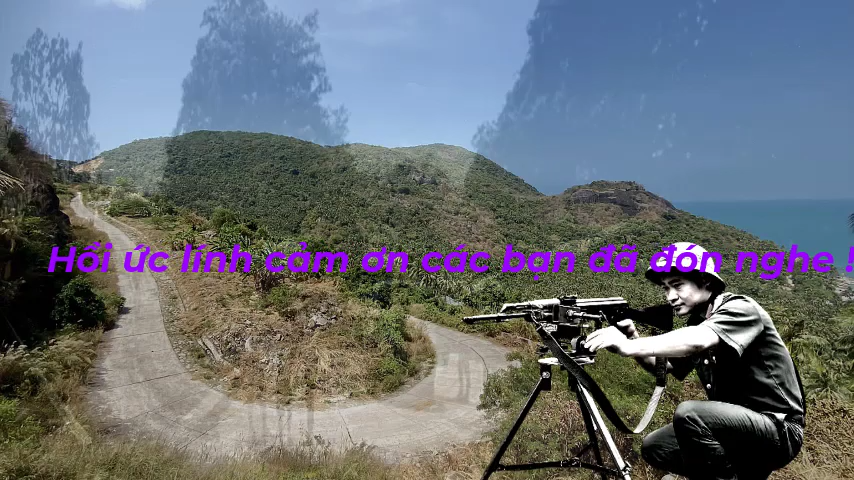 Hồi ức lính cảm ơn các bạn đã đón nghe !